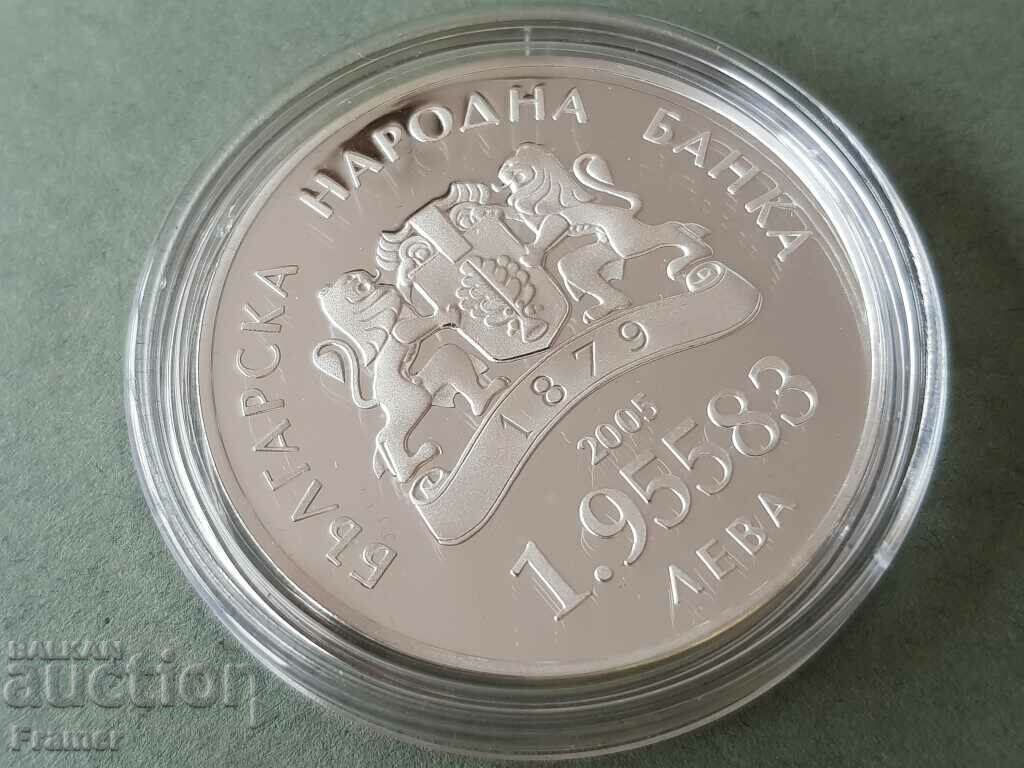 БЪЛГАРСКА НАРОДНА БАНКА
1879
2005
1.95583
ЛЕВА
BALKAN
auction
Framer